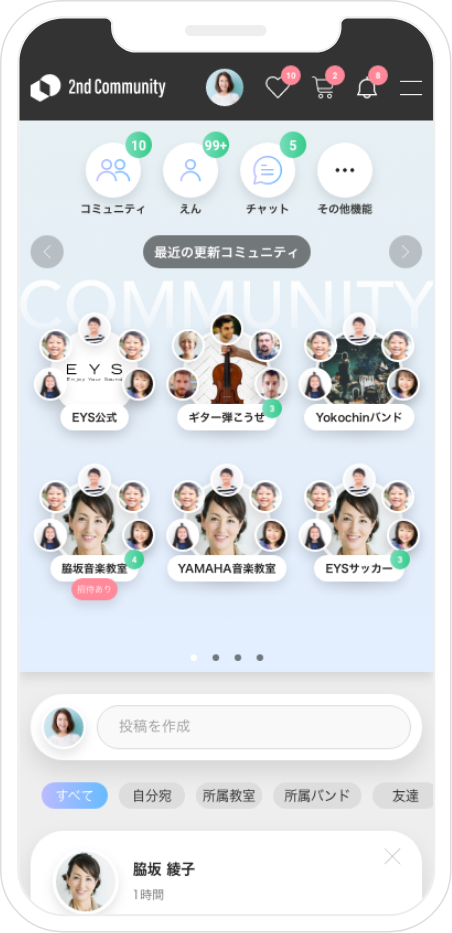 2nd Community
10
2
8
10
99+
5
コミュニティ
えん
チャット
その他機能
最近の更新コミュニティ
COMMUNITY
EYS
Enjoy Your Sound
EYS公式
ギター弾こうせ
3
Yokochinバンド
脇坂音楽教室
4
招待あり
YAMAHA音楽教室
EYSサッカー
3
投稿を作成
すべて
自分宛
所属教室
所属バンド
友達
脇坂 綾子
1時間